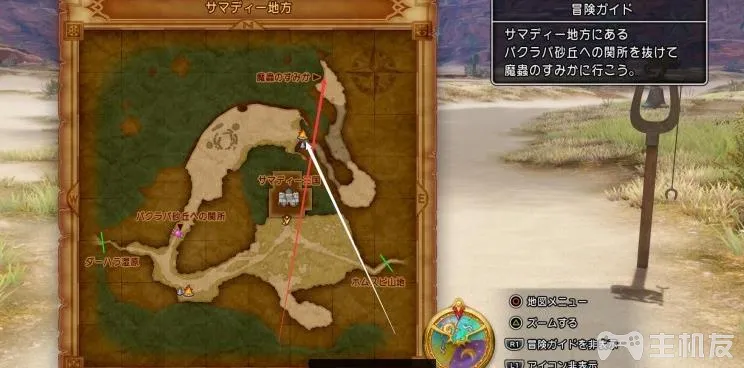 サマディー地方
冒険ガイド
サマディー地方にある
バクラバ砂丘への関所を抜けて
魔蟲のすみかに行こう。
N
魔蟲のすみか
サマディー王国
W
E
バクラバ砂丘への関所
ダーハラ湿原
ホムスビ山地
地図メニュー
ズームする
R1 冒険ガイドを非表示
L1 アイコン非表示
主机友